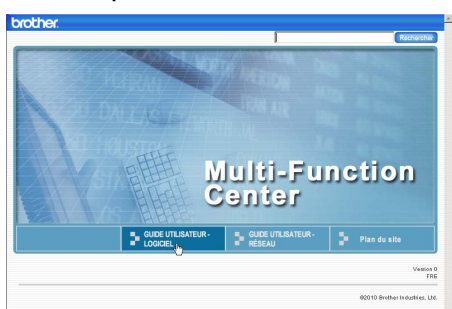 brother.
Rechercher
Multi-Function
Center
GUIDE UTILISATEUR -
LOGICIEL
GUIDE UTILISATEUR -
RÉSEAU
Plan du site
Version 0
FRE
©2010 Brother Industries, Ltd.